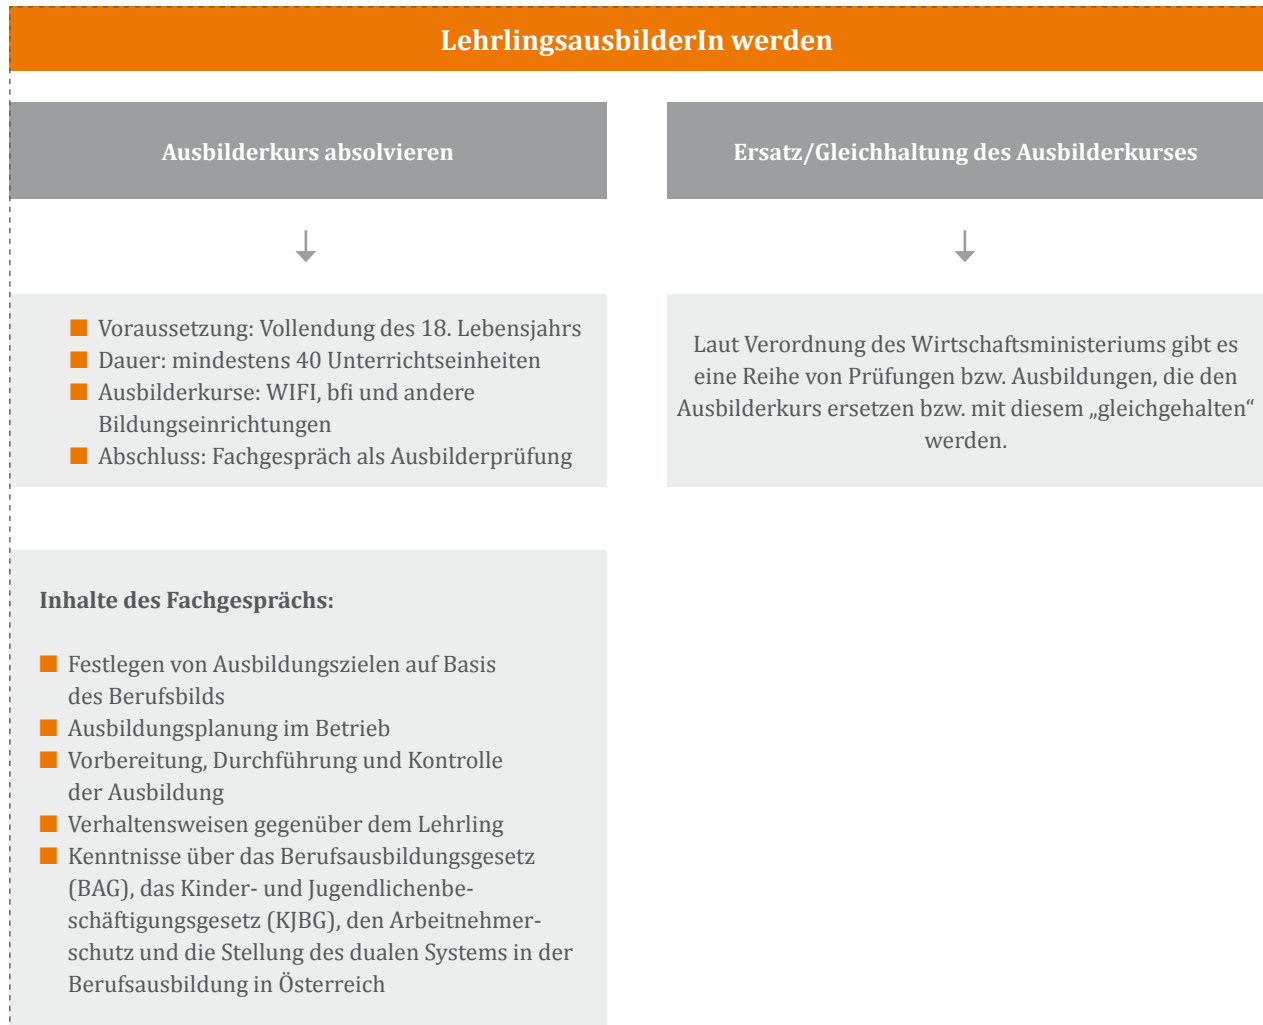 LehrlingsausbilderIn werden
Ausbilderkurs absolvieren
■ Voraussetzung: Vollendung des 18. Lebensjahrs
■ Dauer: mindestens 40 Unterrichtseinheiten
■ Ausbilderkurse: WIFI, bfi und andere
Bildungseinrichtungen
■ Abschluss: Fachgespräch als Ausbilderprüfung
Inhalte des Fachgesprächs:
■ Festlegen von Ausbildungszielen auf Basis
des Berufsbilds
■ Ausbildungsplanung im Betrieb
■ Vorbereitung, Durchführung und Kontrolle
der Ausbildung
■ Verhaltensweisen gegenüber dem Lehrling
■ Kenntnisse über das Berufsausbildungsgesetz
(BAG), das Kinder- und Jugendlichenbe-
schäftigungsgesetz (KJBG), den Arbeitnehmer-
schutz und die Stellung des dualen Systems in der
Berufsausbildung in Österreich
Ersatz/Gleichhaltung des Ausbilderkurses
Laut Verordnung des Wirtschaftsministeriums gibt es
eine Reihe von Prüfungen bzw. Ausbildungen, die den
Ausbilderkurs ersetzen bzw. mit diesem „gleichgehalten“
werden.